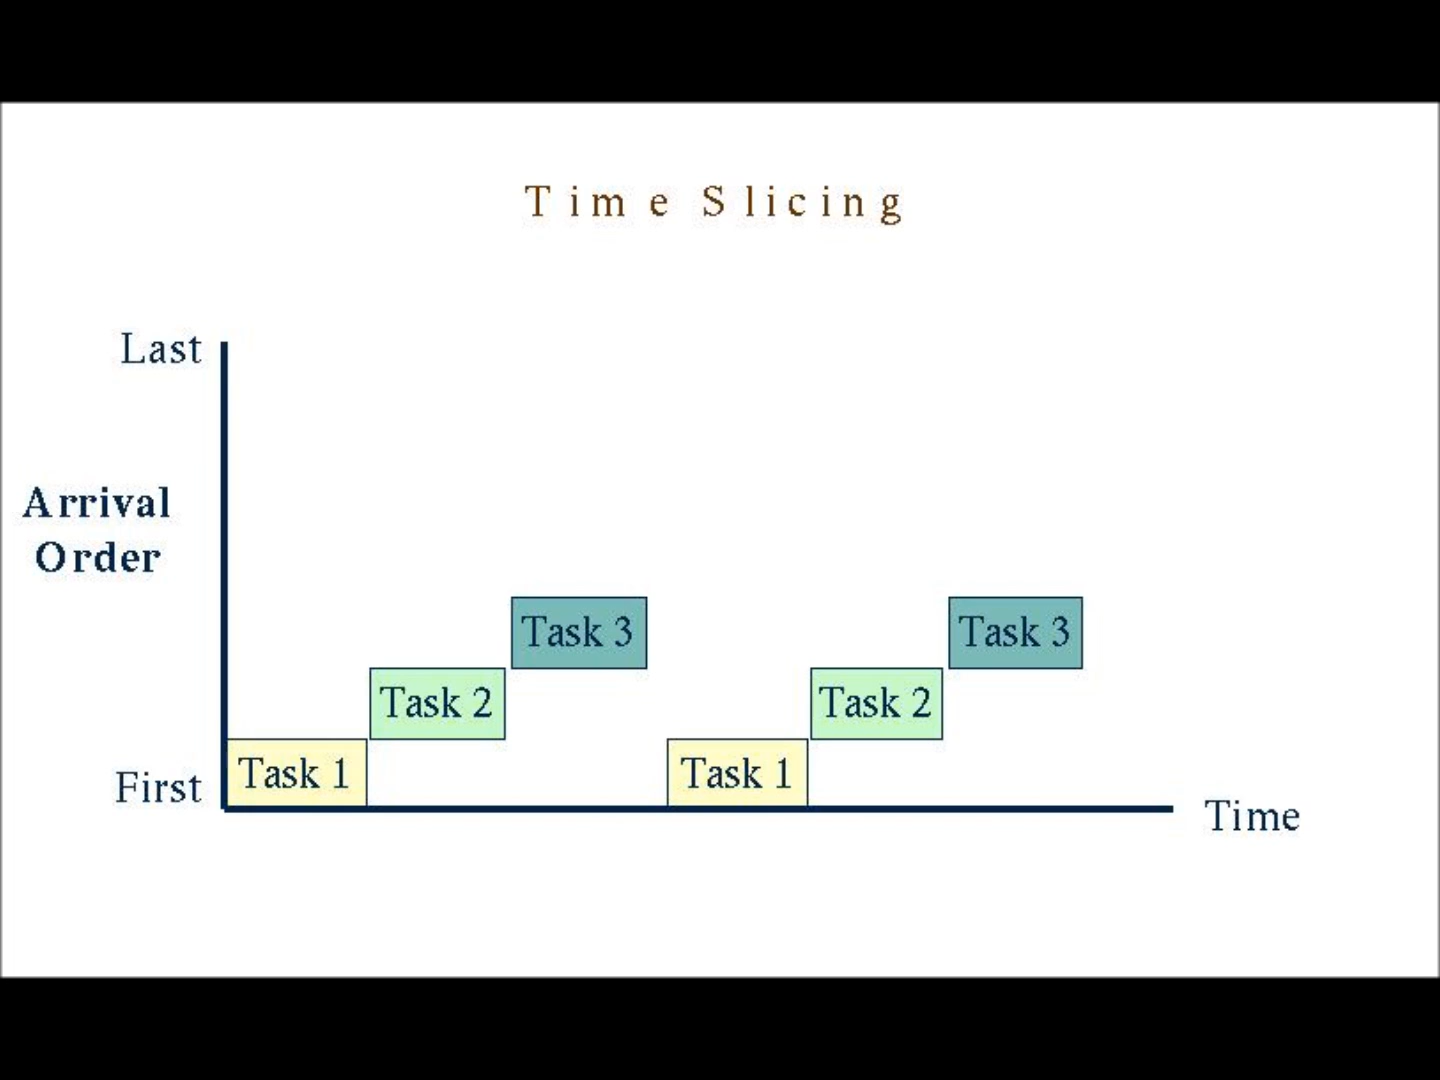 Time Slicing
Last
Arrival
Order
Task 3 Task 3
Task 2 Task 2
Task 1 Task 1
First
Time